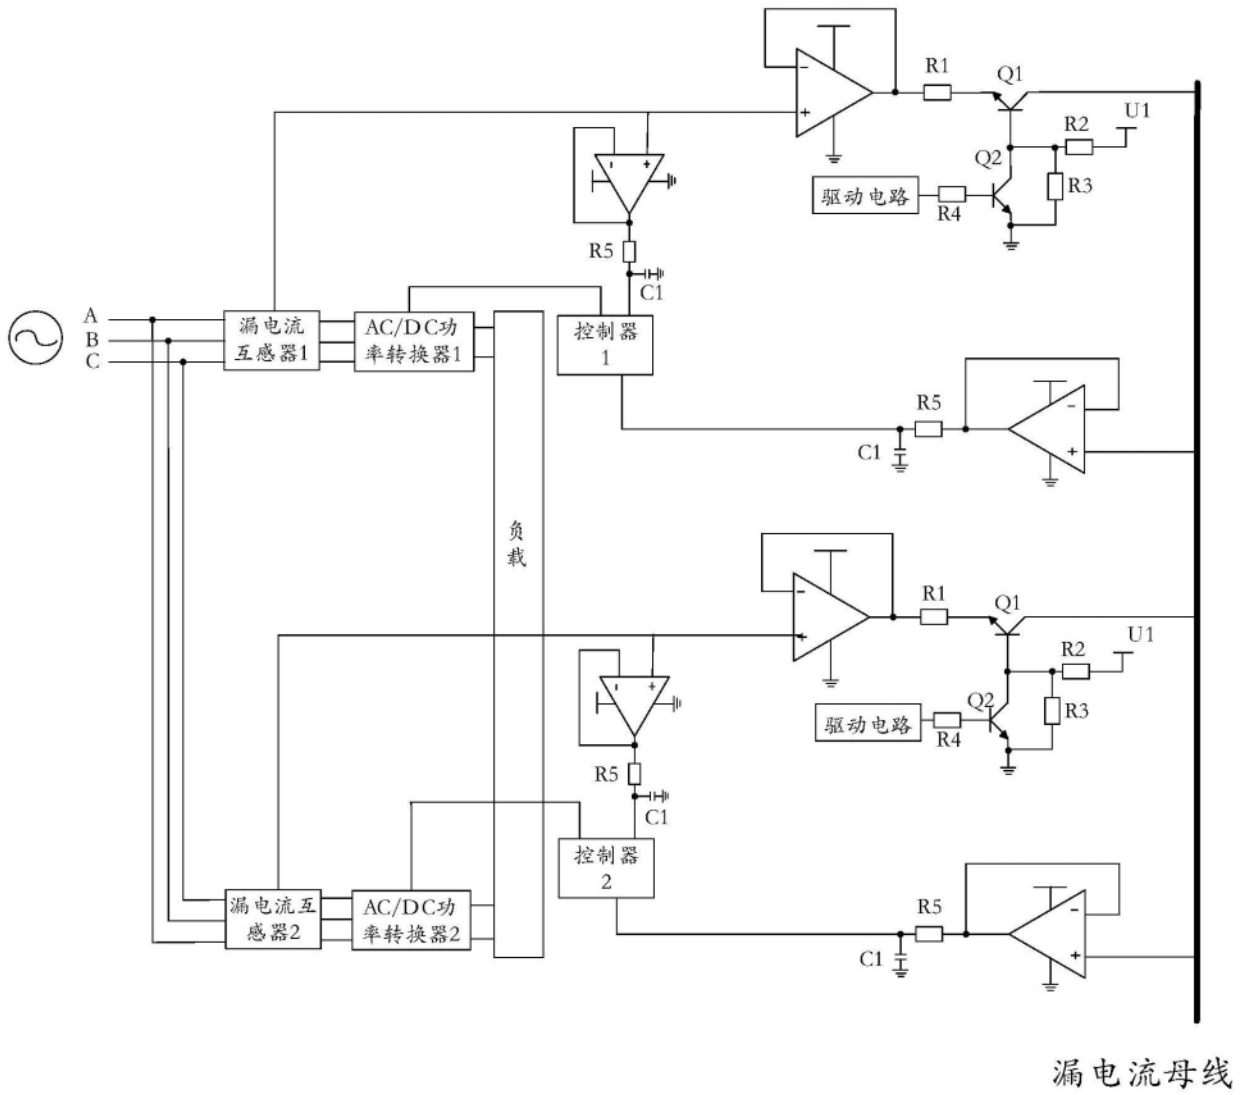 R1
Q1
U1
R2
Q2
R3
驱动电路
R4
R5
C1
A
B
C
漏电流
互感器1
AC/DC功
率转换器1
控制器
1
R5
C1
负
载
R1
Q1
U1
R2
Q2
R3
驱动电路
R4
R5
C1
控制器
2
漏电流互
感器2
AC/DC功
率转换器2
R5
C1
漏电流母线